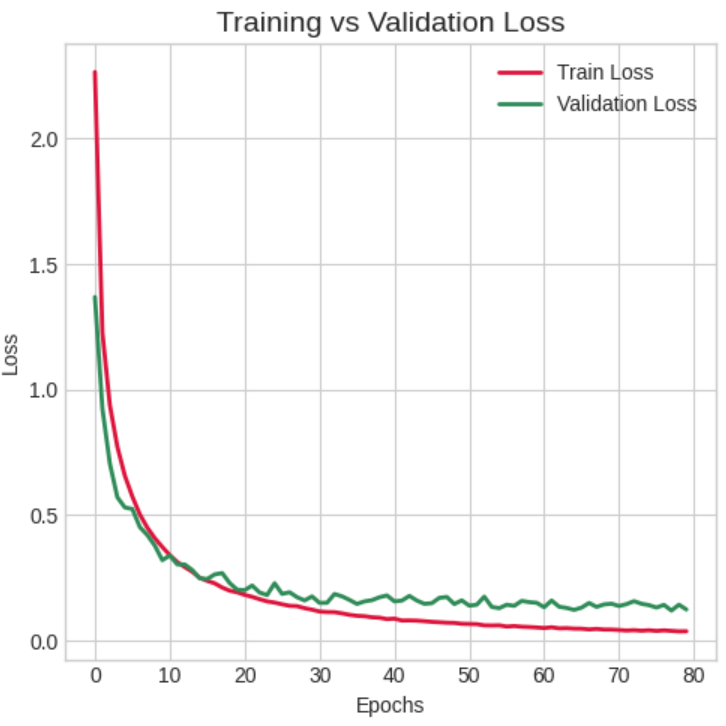 Training vs Validation Loss
Train Loss
Validation Loss
2.0
1.5
1.0
0.5
0.0
Loss
0 10 20 30 40 50 60 70 80
Epochs